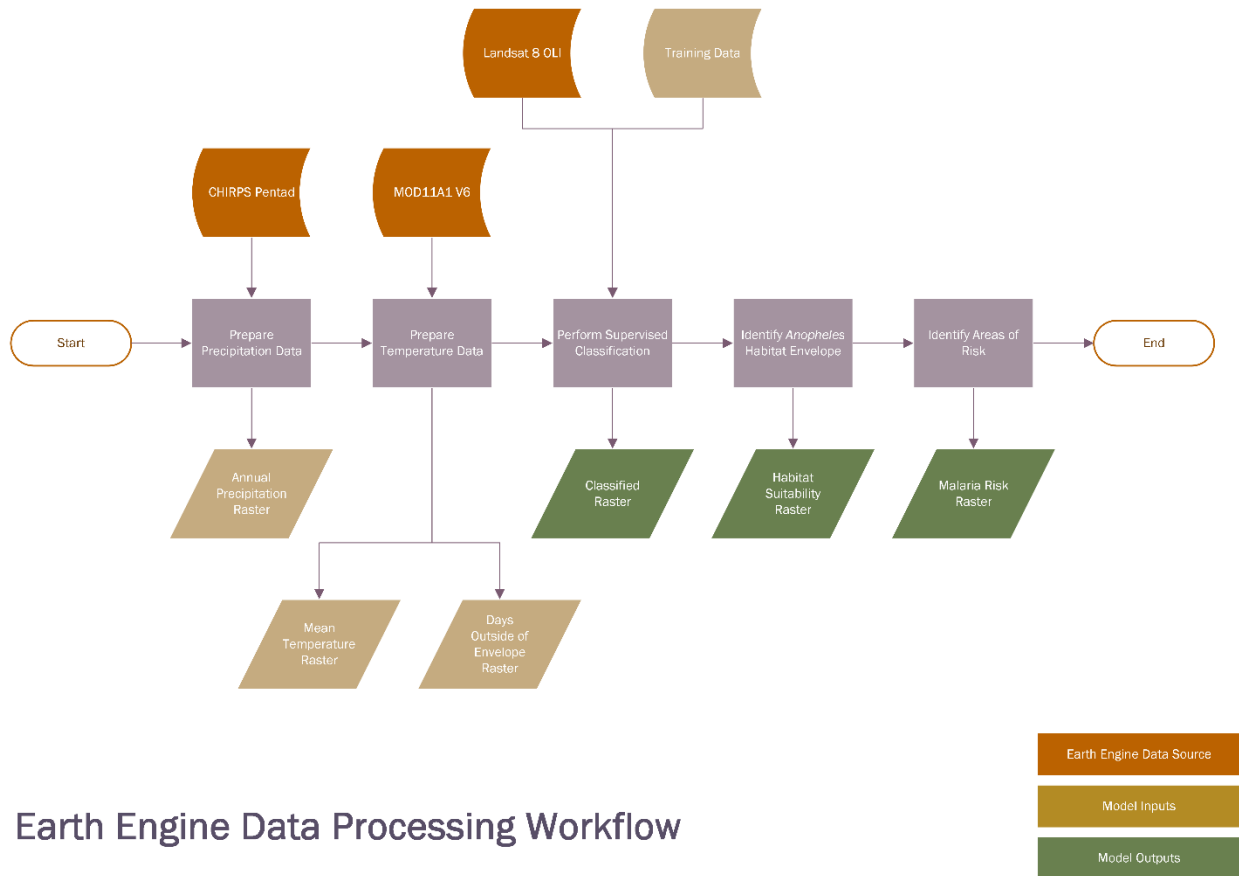 Landsat 8 OLI
Training Data
CHIRPS Pentad
MOD11A1 V6
Start
Prepare
Precipitation Data
Prepare
Temperature Data
Perform Supervised
Classification
Identify Anopheles
Habitat Envelope
Identify Areas of
Risk
End
Annual
Precipitation
Raster
Classified
Raster
Habitat
Suitability
Raster
Malaria Risk
Raster
Mean
Temperature
Raster
Days
Outside of
Envelope
Raster
Earth Engine Data Source
Model Inputs
Model Outputs
Earth Engine Data Processing Workflow